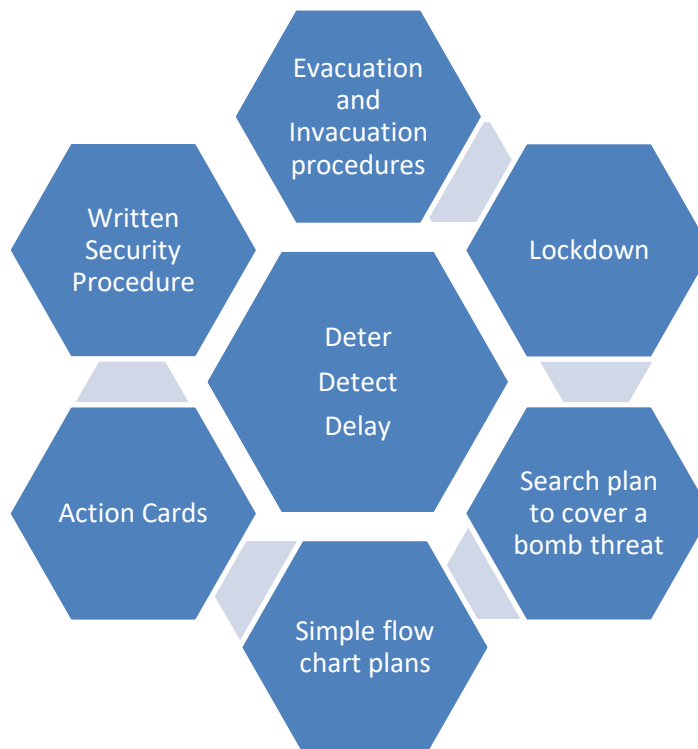 Evacuation
and
Invacuation
procedures
Lockdown
Search plan
to cover a
bomb threat
Simple flow
chart plans
Action Cards
Written
Security
Procedure
Deter
Detect
Delay